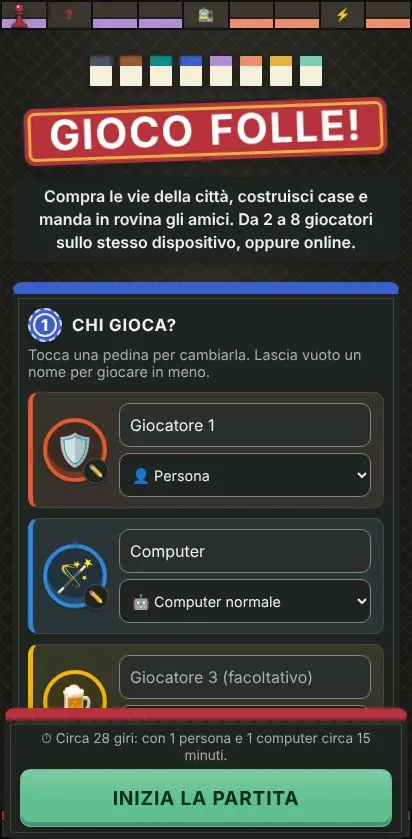 GIOCO FOLLE!
Compra le vie della città, costruisci case e
manda in rovina gli amici. Da 2 a 8 giocatori
sullo stesso dispositivo, oppure online.
1 CHI GIOCA?
Tocca una pedina per cambiarla. Lascia vuoto un
nome per giocare in meno.
Giocatore 1
Persona
Computer
Computer normale
Giocatore 3 (facoltativo)
Circa 28 giri: con 1 persona e 1 computer circa 15
minuti.
INIZIA LA PARTITA